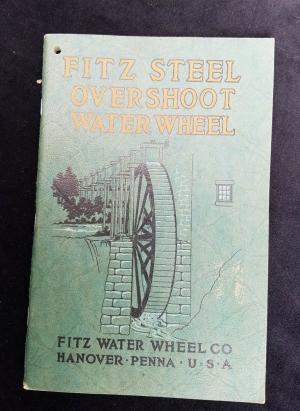 FITZ STEEL
OVERSHOOT
WATER WHEEL
FITZ WATER WHEEL CO
HANOVER · PENNA · U · S · A